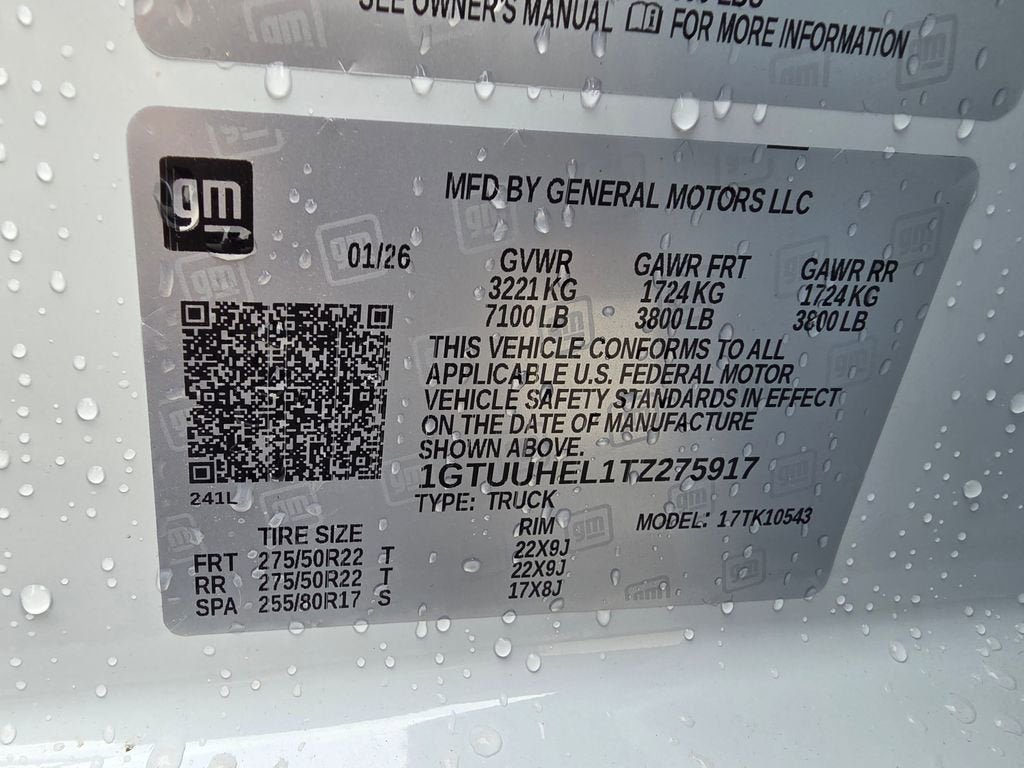 SEE OWNER'S MANUAL FOR MORE INFORMATION
gm
MFD BY GENERAL MOTORS LLC
01/26
GVWR GAWR FRT GAWR RR
3221 KG 1724 KG 1724 KG
7100 LB 3800 LB 3800 LB
THIS VEHICLE CONFORMS TO ALL
APPLICABLE U.S. FEDERAL MOTOR
VEHICLE SAFETY STANDARDS IN EFFECT
ON THE DATE OF MANUFACTURE
SHOWN ABOVE.
1GTUUHEL1TZ275917
241L
TYPE: TRUCK
MODEL: 17TK10543
TIRE SIZE RIM
FRT 275/50R22 T 22X9J
RR 275/50R22 T 22X9J
SPA 255/80R17 S 17X8J